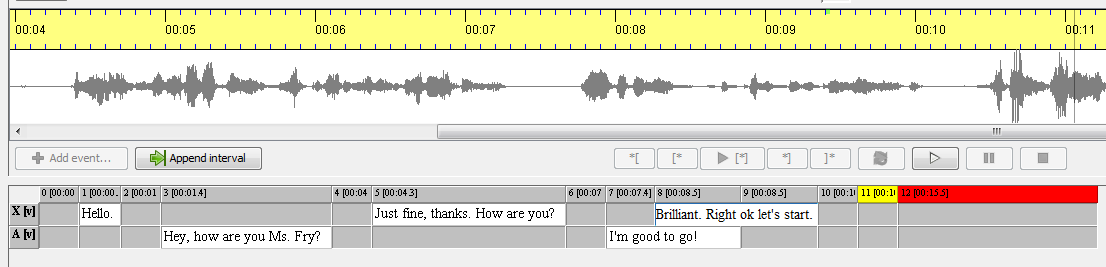 00:04 00:05 00:06 00:07 00:08 00:09 00:10 00:11
Add event... Append interval *[ [* [*] *] ]*
0 [00:00 1 [00:00. 2 [00:01 3 [00:01.4] 4 [00:04 5 [00:04.3] 6 [00:07 7 [00:07.4] 8 [00:08.5] 9 [00:08.5] 10 [00:10 11 [00:10 12 [00:15.5]
X [v] Hello. Just fine, thanks. How are you? Brilliant. Right ok let's start.
A [v] Hey, how are you Ms. Fry? I'm good to go!